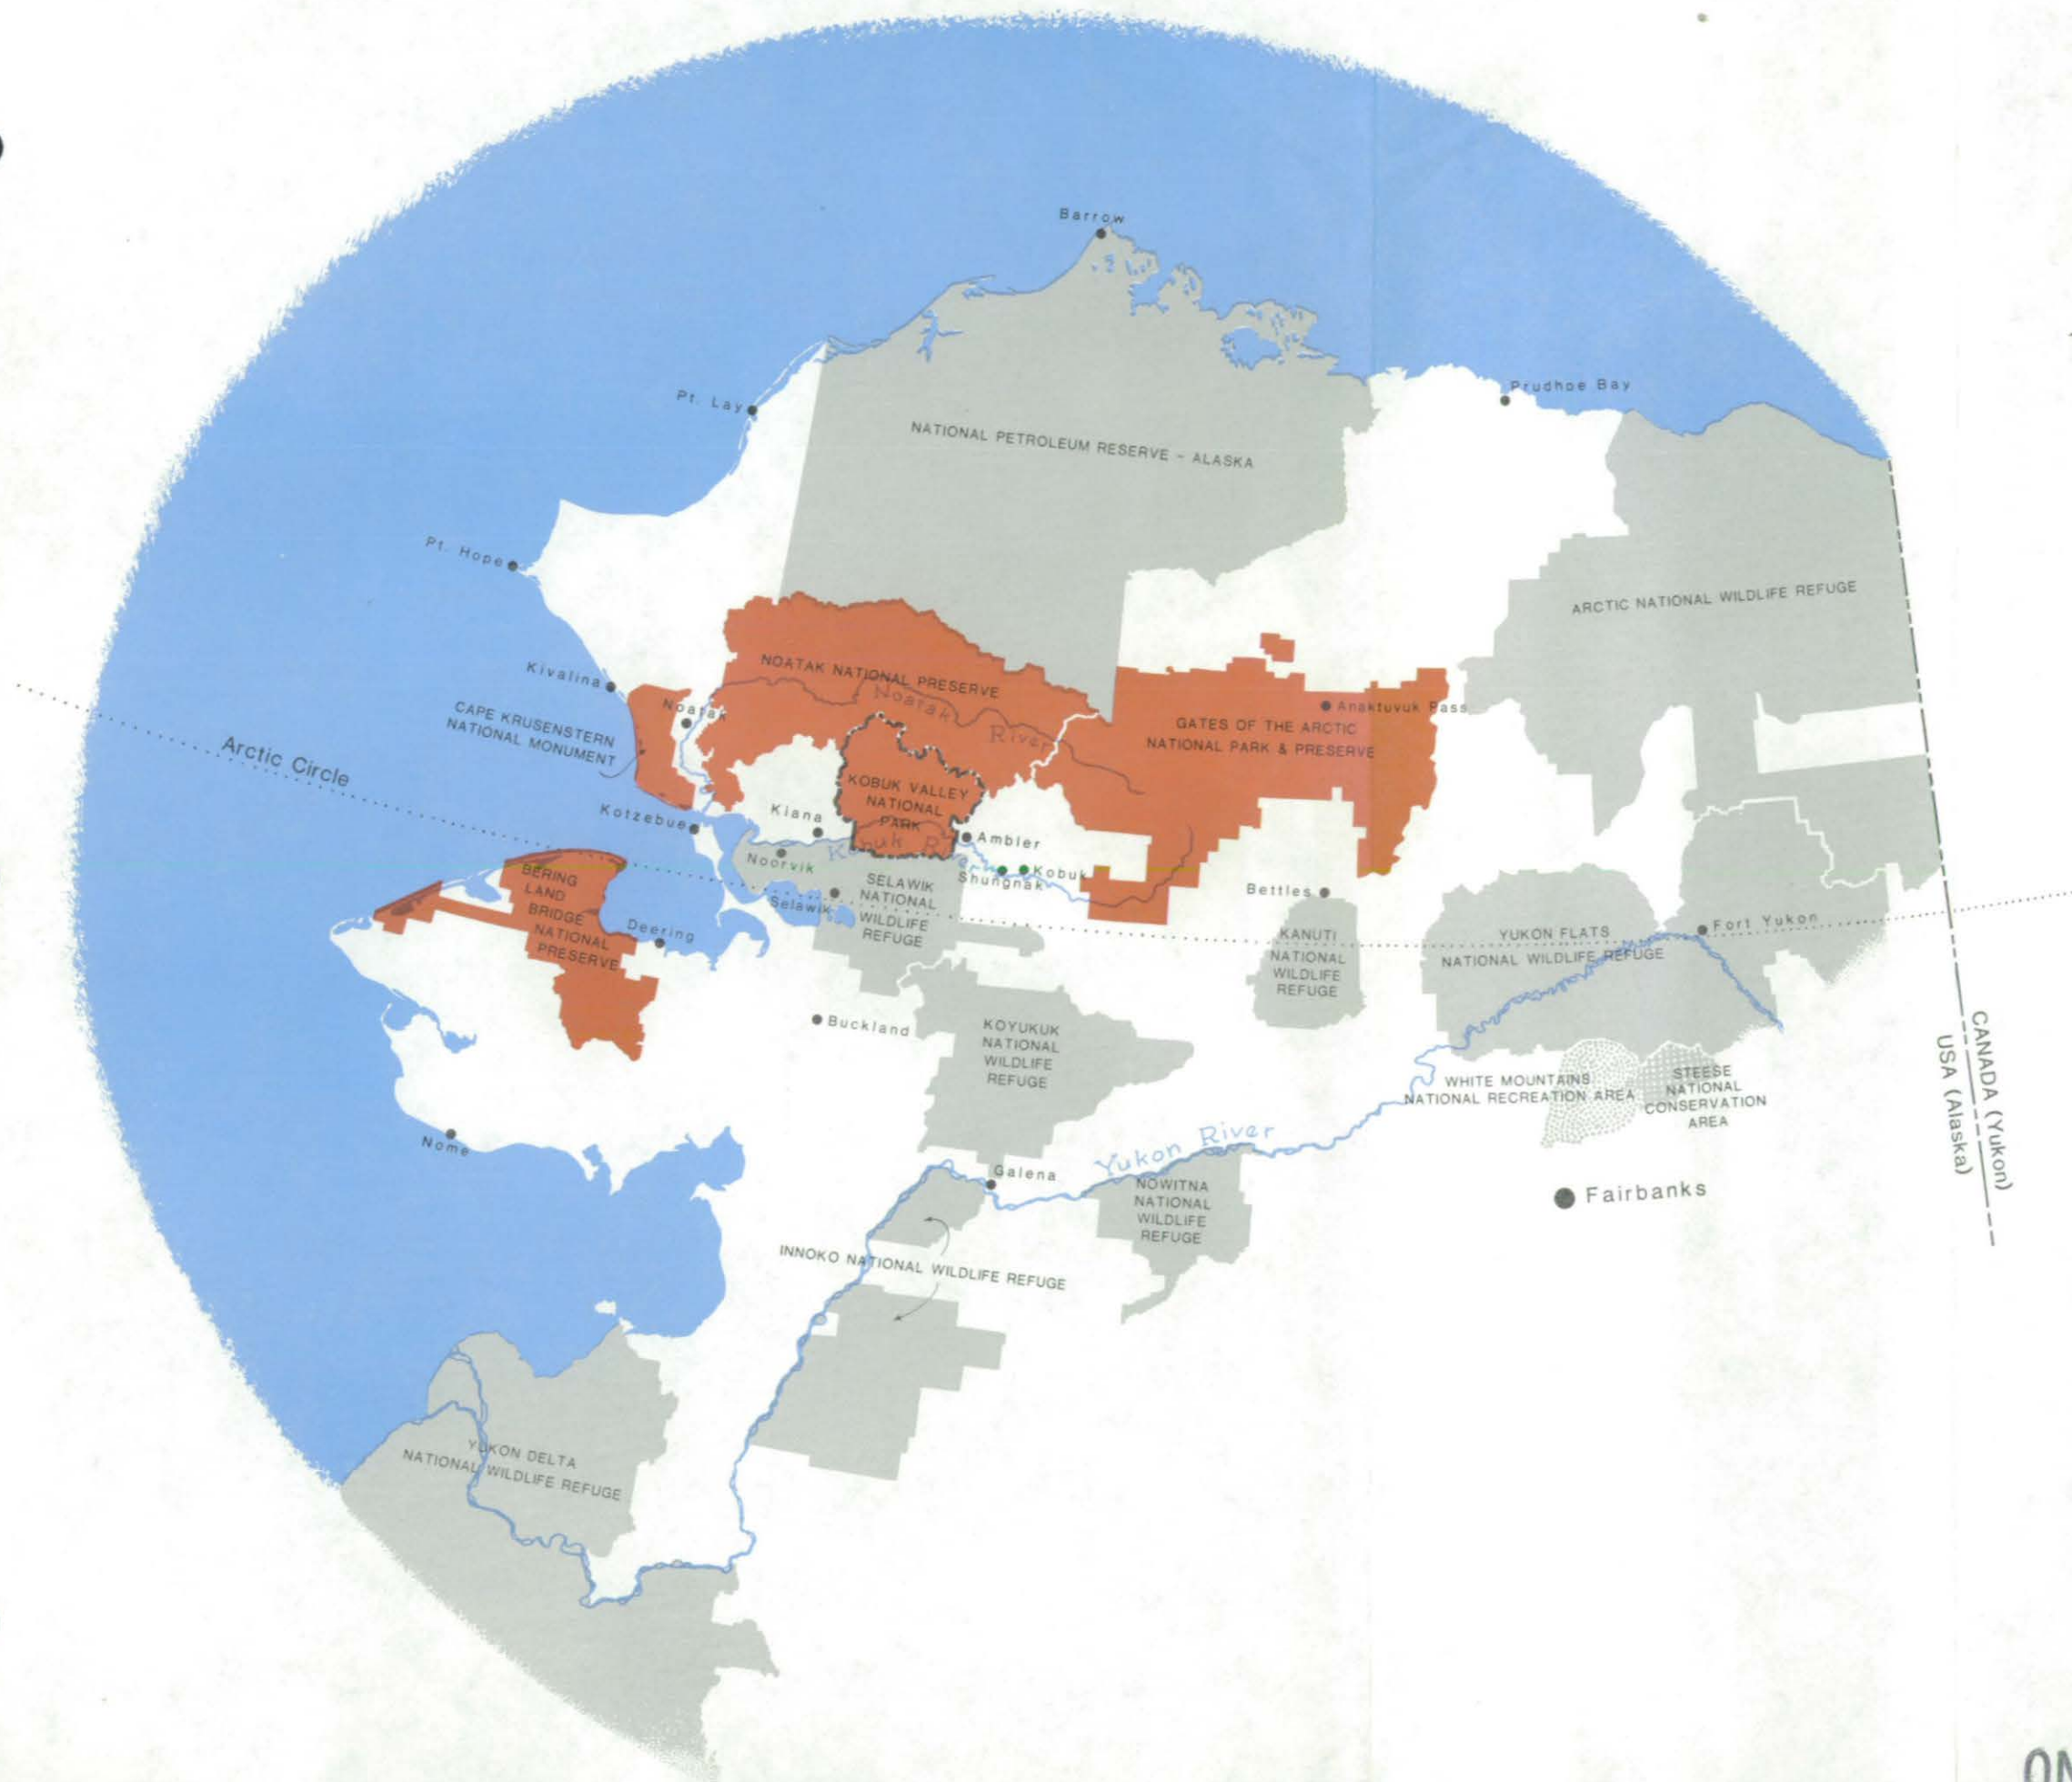 Barrow
Prudhoe Bay
Pt. Lay
NATIONAL PETROLEUM RESERVE - ALASKA
Pt. Hope
ARCTIC NATIONAL WILDLIFE REFUGE
Kivalina
NOATAK NATIONAL PRESERVE
Noatak
River
Noatak
CAPE KRUSENSTERN
NATIONAL MONUMENT
Anaktuvuk Pass
GATES OF THE ARCTIC
NATIONAL PARK & PRESERVE
Arctic Circle
KOBUK VALLEY
NATIONAL
PARK
Kotzebue
Kiana
Ambler
Kobuk River
Noorvik
Shungnak
Kobuk
Selawik
SELAWIK
NATIONAL
WILDLIFE
REFUGE
Bettles
BERING
LAND
BRIDGE
NATIONAL
PRESERVE
Deering
KANUTI
NATIONAL
WILDLIFE
REFUGE
YUKON FLATS
NATIONAL WILDLIFE REFUGE
Fort Yukon
Buckland
KOYUKUK
NATIONAL
WILDLIFE
REFUGE
CANADA (Yukon)
USA (Alaska)
WHITE MOUNTAINS
NATIONAL RECREATION AREA
STEESE
NATIONAL
CONSERVATION
AREA
Nome
Yukon River
Galena
NOWITNA
NATIONAL
WILDLIFE
REFUGE
Fairbanks
INNOKO NATIONAL WILDLIFE REFUGE
YUKON DELTA
NATIONAL WILDLIFE REFUGE